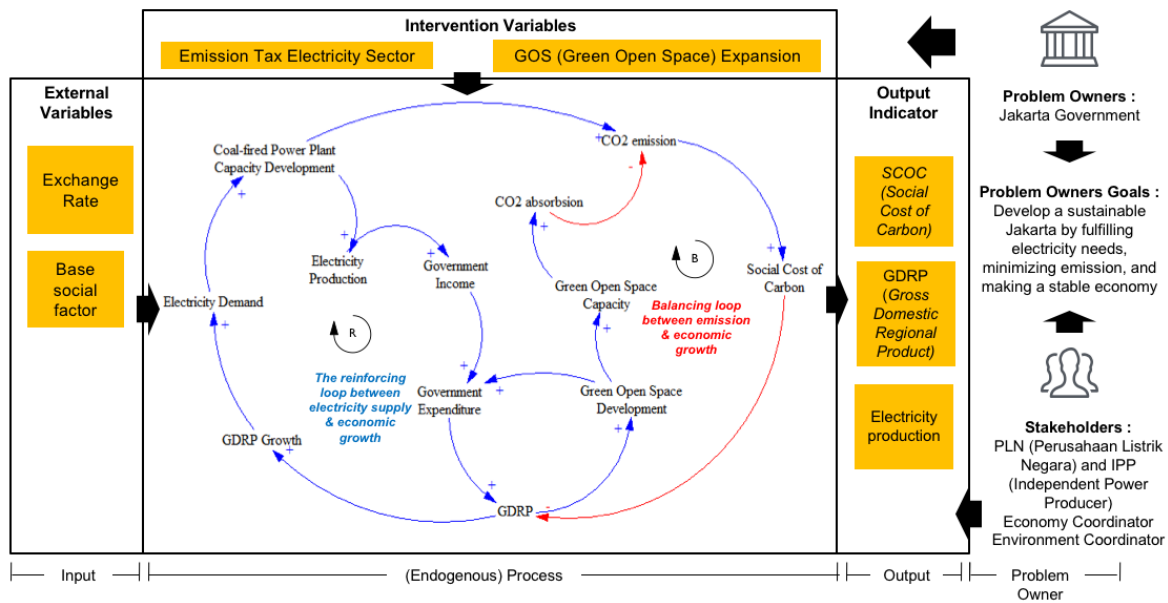 Intervention Variables
Emission Tax Electricity Sector
GOS (Green Open Space) Expansion
External
Variables
Exchange
Rate
Base
social
factor
Coal-fired Power Plant
Capacity Development
+
+
CO2 emission
-
CO2 absorbsion
+
+
Electricity
Production
+
Government
Income
B
+
Social Cost of
Carbon
Green Open Space
Capacity
Electricity Demand
+
Balancing loop
between emission
& economic
growth
R
+
The reinforcing
loop between
electricity supply
& economic
growth
+
Government
Expenditure
+
Green Open Space
Development
+
GDRP Growth
+
+
GDRP
-
Output
Indicator
SCOC
(Social
Cost of
Carbon)
GDRP
(Gross
Domestic
Regional
Product)
Electricity
production
Problem Owners :
Jakarta Government
Problem Owners Goals :
Develop a sustainable
Jakarta by fulfilling
electricity needs,
minimizing emission, and
making a stable economy
Stakeholders :
PLN (Perusahaan Listrik
Negara) and IPP
(Independent Power
Producer)
Economy Coordinator
Environment Coordinator
Input
(Endogenous) Process
Output
Problem
Owner